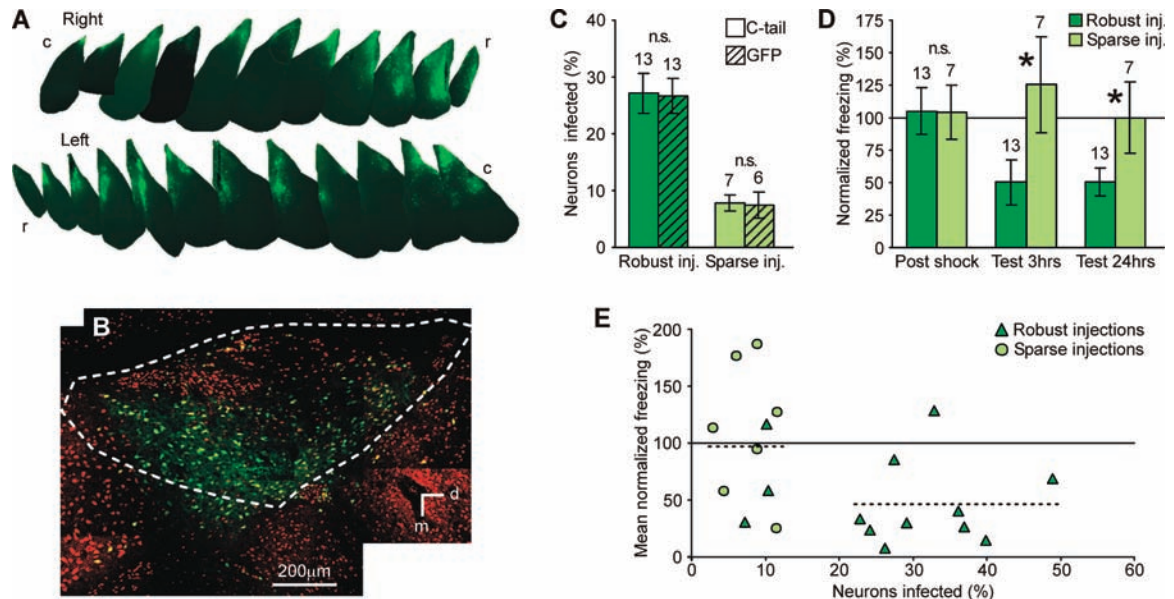 A
Right
c
r
Left
r
c
B
d
m
200μm
C
C-tail
GFP
Neurons infected (%)
40
30
20
10
0
n.s.
13 13
n.s.
7 6
Robust inj. Sparse inj.
D
Robust inj.
Sparse inj.
Normalized freezing (%)
175
150
125
100
75
50
25
0
n.s.
13 7
* 7
13
* 7
13
Post shock Test 3hrs Test 24hrs
E
Robust injections
Sparse injections
Mean normalized freezing (%)
200
150
100
50
0
0 10 20 30 40 50 60
Neurons infected (%)